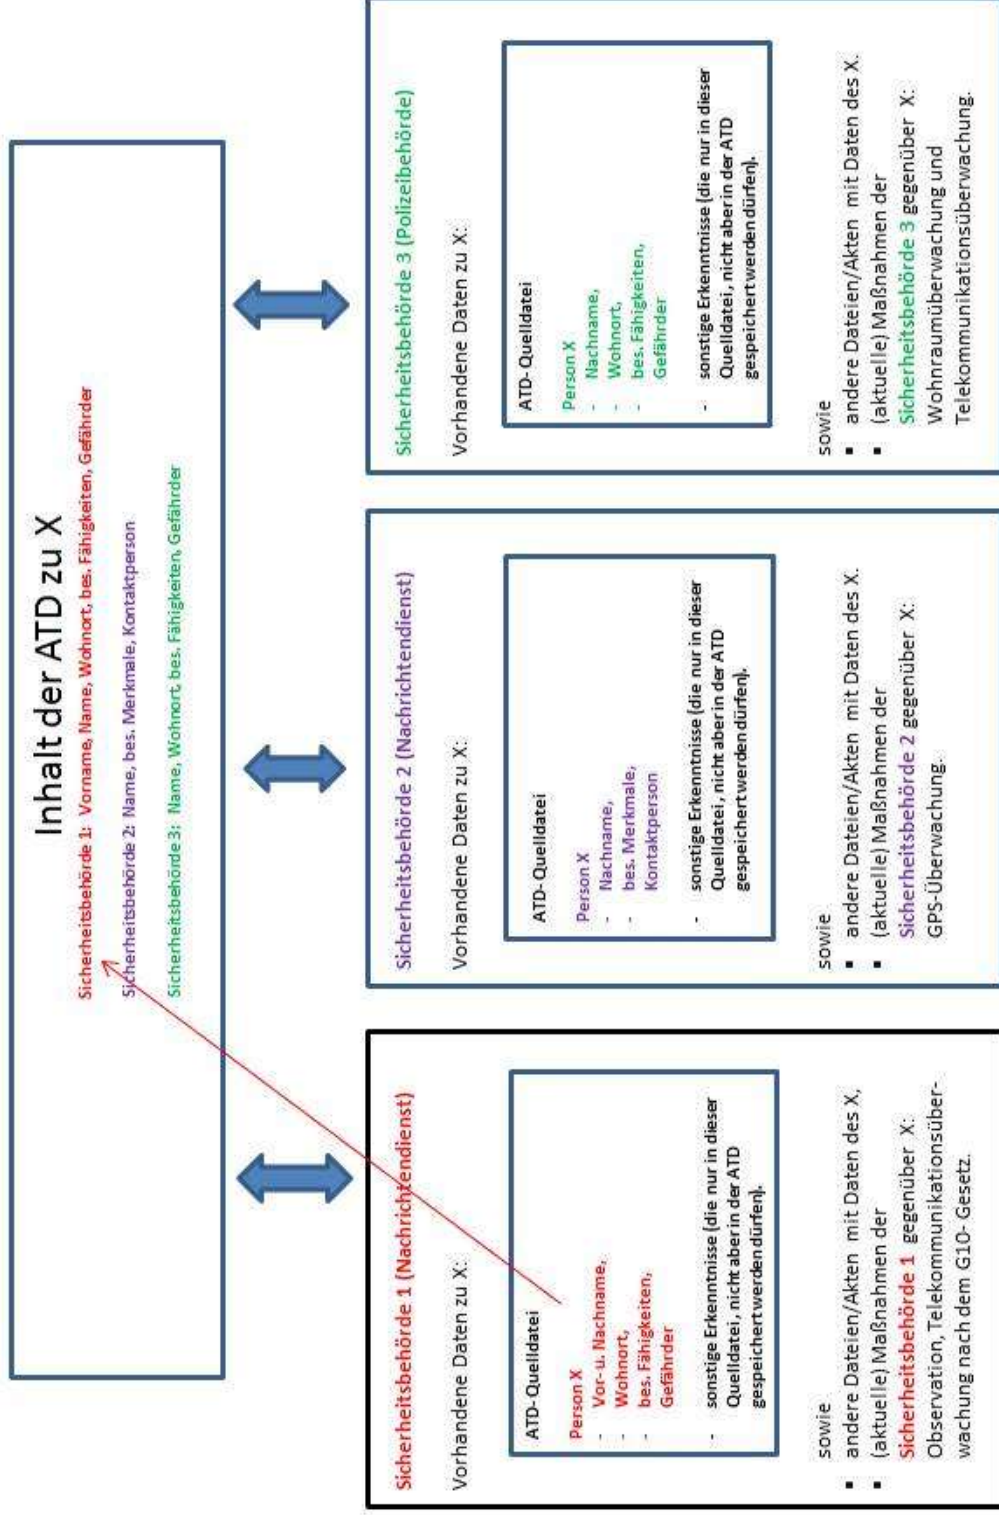 Inhalt der ATD zu X
Sicherheitsbehörde 1: Vorname, Name, Wohnort, bes. Fähigkeiten, Gefährder
Sicherheitsbehörde 2: Name, bes. Merkmale, Kontaktperson
Sicherheitsbehörde 3: Name, Wohnort, bes. Fähigkeiten, Gefährder
Sicherheitsbehörde 1 (Nachrichtendienst)
Vorhandene Daten zu X:
ATD-Quelldatei
Person X
- Vor- u. Nachname,
- Wohnort,
- bes. Fähigkeiten,
Gefährder
- sonstige Erkenntnisse (die nur in dieser
Quelldatei, nicht aber in der ATD
gespeichert werden dürfen).
sowie
▪ andere Dateien/Akten mit Daten des X,
▪ (aktuelle) Maßnahmen der
Sicherheitsbehörde 1 gegenüber X:
Observation, Telekommunikationsüber-
wachung nach dem G10- Gesetz.
Sicherheitsbehörde 2 (Nachrichtendienst)
Vorhandene Daten zu X:
ATD-Quelldatei
Person X
- Nachname,
- bes. Merkmale,
Kontaktperson
- sonstige Erkenntnisse (die nur in dieser
Quelldatei, nicht aber in der ATD
gespeichert werden dürfen).
sowie
▪ andere Dateien/Akten mit Daten des X.
▪ (aktuelle) Maßnahmen der
Sicherheitsbehörde 2 gegenüber X:
GPS-Überwachung.
Sicherheitsbehörde 3 (Polizeibehörde)
Vorhandene Daten zu X:
ATD-Quelldatei
Person X
- Nachname,
- Wohnort,
- bes. Fähigkeiten,
Gefährder
- sonstige Erkenntnisse (die nur in dieser
Quelldatei, nicht aber in der ATD
gespeichert werden dürfen).
sowie
▪ andere Dateien/Akten mit Daten des X.
▪ (aktuelle) Maßnahmen der
Sicherheitsbehörde 3 gegenüber X:
Wohnraumüberwachung und
Telekommunikationsüberwachung.